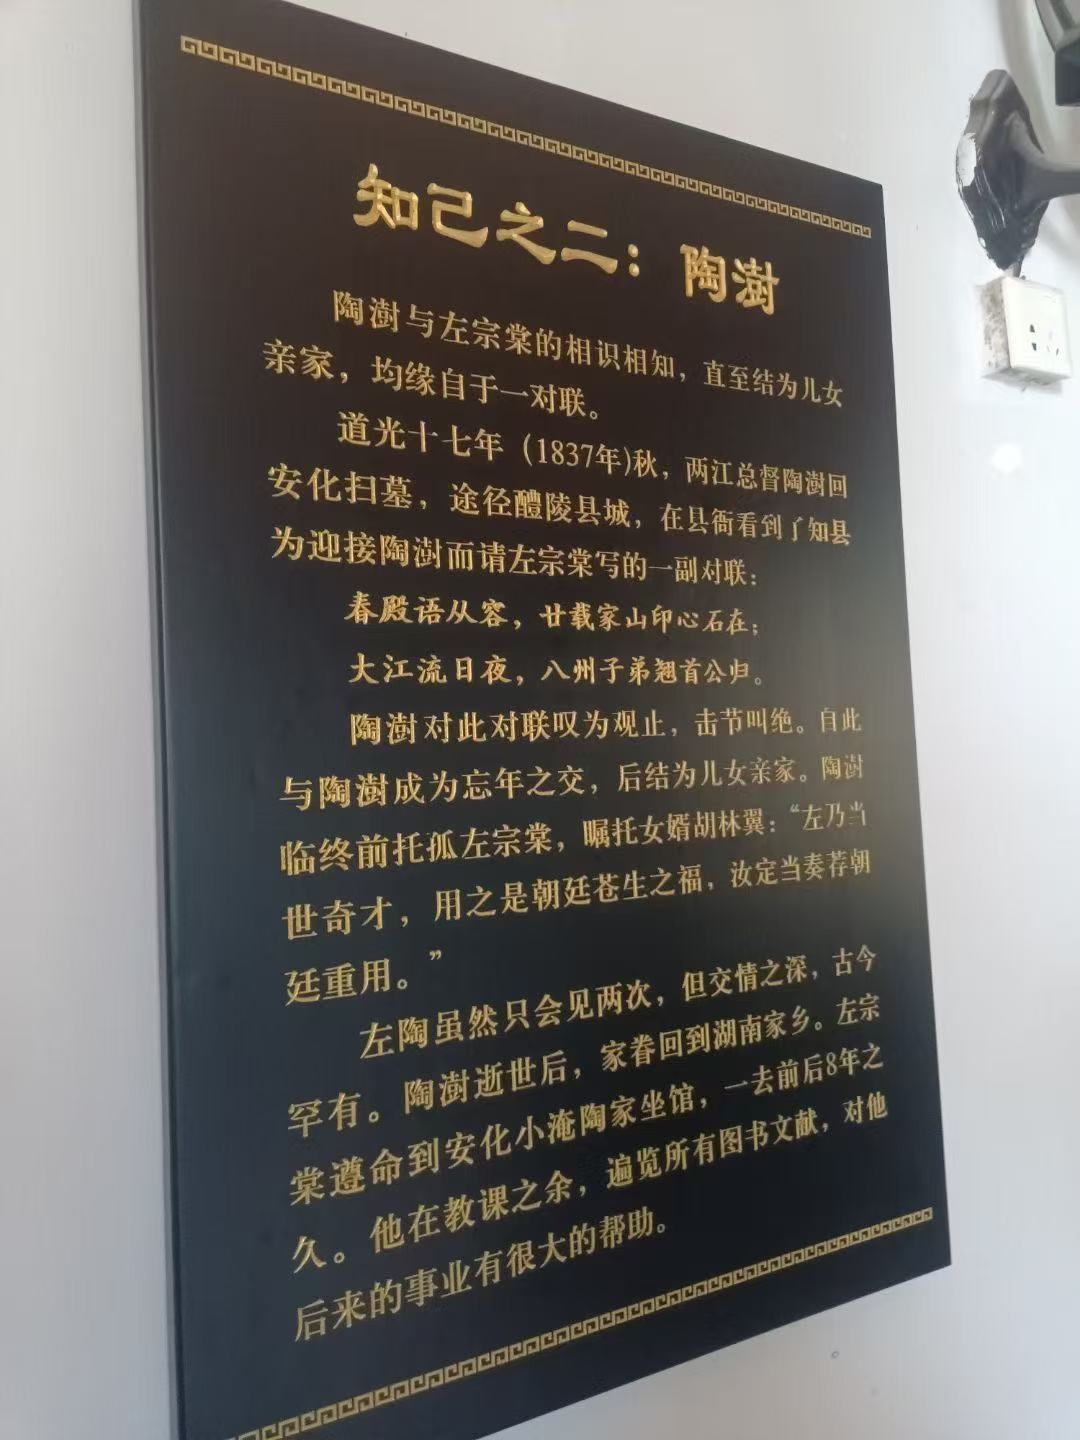 知己之二：陶澍
陶澍与左宗棠的相识相知，直至结为儿女
亲家，均缘自于一对联。
道光十七年（1837年)秋，两江总督陶澍回
安化扫墓，途径醴陵县城，在县衙看到了知县
为迎接陶澍而请左宗棠写的一副对联：
春殿语从容，廿载家山印心石在；
大江流日夜，八州子弟翘首公归。
陶澍对此对联叹为观止，击节叫绝。自此
与陶澍成为忘年之交，后结为儿女亲家。陶澍
临终前托孤左宗棠，瞩托女婿胡林翼：“左乃当
世奇才，用之是朝廷苍生之福，汝定当奏荐朝
廷重用。”
左陶虽然只会见两次，但交情之深，古今
罕有。陶澍逝世后，家眷回到湖南家乡。左宗
棠遵命到安化小淹陶家坐馆，一去前后8年之
久。他在教课之余，遍览所有图书文献，对他
后来的事业有很大的帮助。